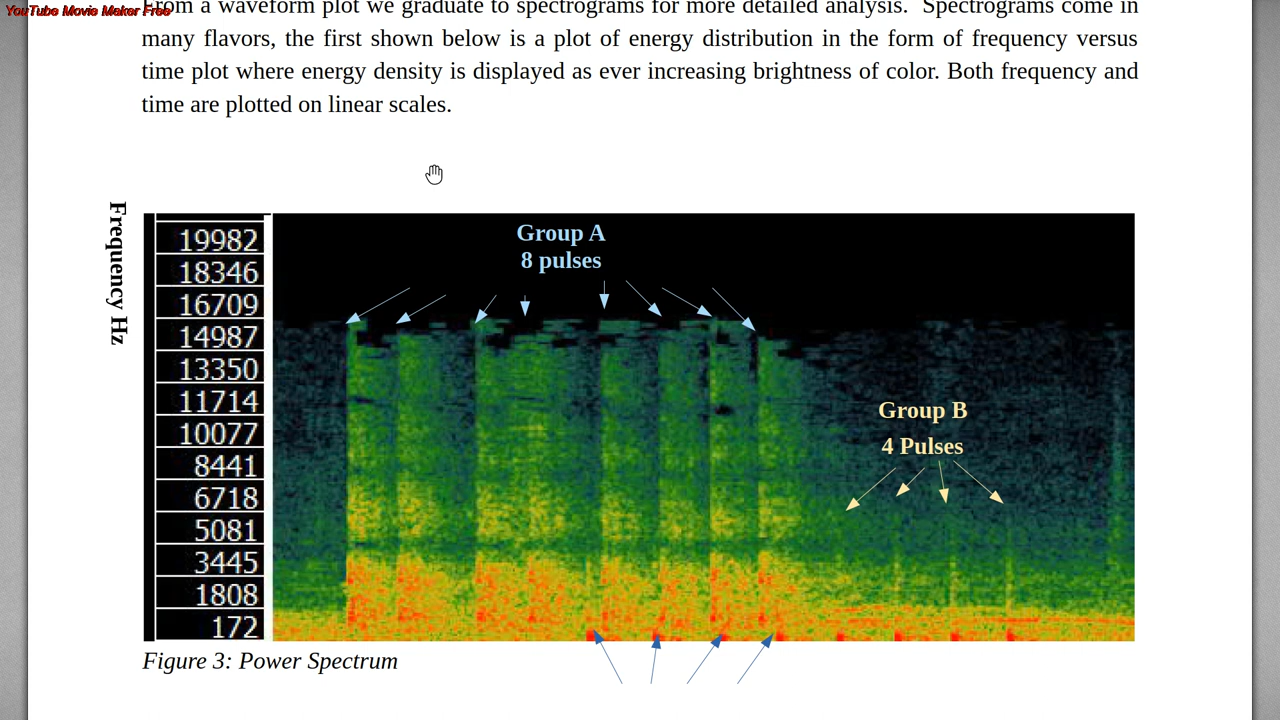 From a waveform plot we graduate to spectrograms for more detailed analysis. Spectrograms come in
YouTube Movie Maker Free
many flavors, the first shown below is a plot of energy distribution in the form of frequency versus
time plot where energy density is displayed as ever increasing brightness of color. Both frequency and
time are plotted on linear scales.
Frequency Hz
19982
18346
16709
14987
13350
11714
10077
8441
6718
5081
3445
1808
172
Group A
8 pulses
Group B
4 Pulses
Figure 3: Power Spectrum